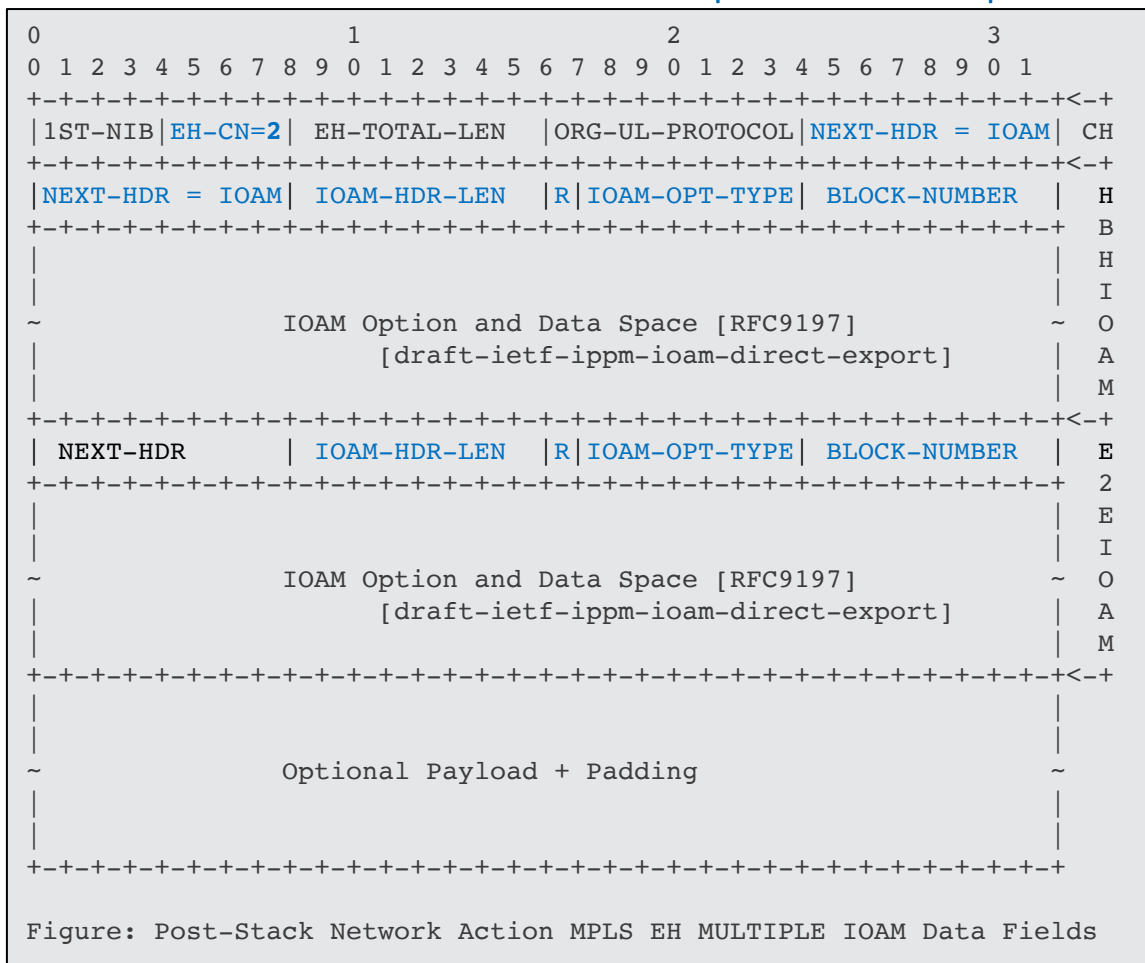 0                   1                   2                   3
0 1 2 3 4 5 6 7 8 9 0 1 2 3 4 5 6 7 8 9 0 1 2 3 4 5 6 7 8 9 0 1
+-+-+-+-+-+-+-+-+-+-+-+-+-+-+-+-+-+-+-+-+-+-+-+-+-+-+-+-+-+-+-+-+<-+
|1ST-NIB|EH-CN=2| EH-TOTAL-LEN  |ORG-UL-PROTOCOL|NEXT-HDR = IOAM| CH
+-+-+-+-+-+-+-+-+-+-+-+-+-+-+-+-+-+-+-+-+-+-+-+-+-+-+-+-+-+-+-+-+<-+
|NEXT-HDR = IOAM| IOAM-HDR-LEN  |R|IOAM-OPT-TYPE| BLOCK-NUMBER  |  H
+-+-+-+-+-+-+-+-+-+-+-+-+-+-+-+-+-+-+-+-+-+-+-+-+-+-+-+-+-+-+-+-+  B
|                                                               |  H
|                                                               |  I
~               IOAM Option and Data Space [RFC9197]            ~  O
|                     [draft-ietf-ippm-ioam-direct-export]      |  A
|                                                               |  M
+-+-+-+-+-+-+-+-+-+-+-+-+-+-+-+-+-+-+-+-+-+-+-+-+-+-+-+-+-+-+-+-+<-+
| NEXT-HDR      | IOAM-HDR-LEN  |R|IOAM-OPT-TYPE| BLOCK-NUMBER  |  E
+-+-+-+-+-+-+-+-+-+-+-+-+-+-+-+-+-+-+-+-+-+-+-+-+-+-+-+-+-+-+-+-+  2
|                                                               |  E
|                                                               |  I
~               IOAM Option and Data Space [RFC9197]            ~  O
|                     [draft-ietf-ippm-ioam-direct-export]      |  A
|                                                               |  M
+-+-+-+-+-+-+-+-+-+-+-+-+-+-+-+-+-+-+-+-+-+-+-+-+-+-+-+-+-+-+-+-+<-+
|                                                               |
|                                                               |
~               Optional Payload + Padding                      ~
|                                                               |
|                                                               |
+-+-+-+-+-+-+-+-+-+-+-+-+-+-+-+-+-+-+-+-+-+-+-+-+-+-+-+-+-+-+-+-+
Figure: Post-Stack Network Action MPLS EH MULTIPLE IOAM Data Fields